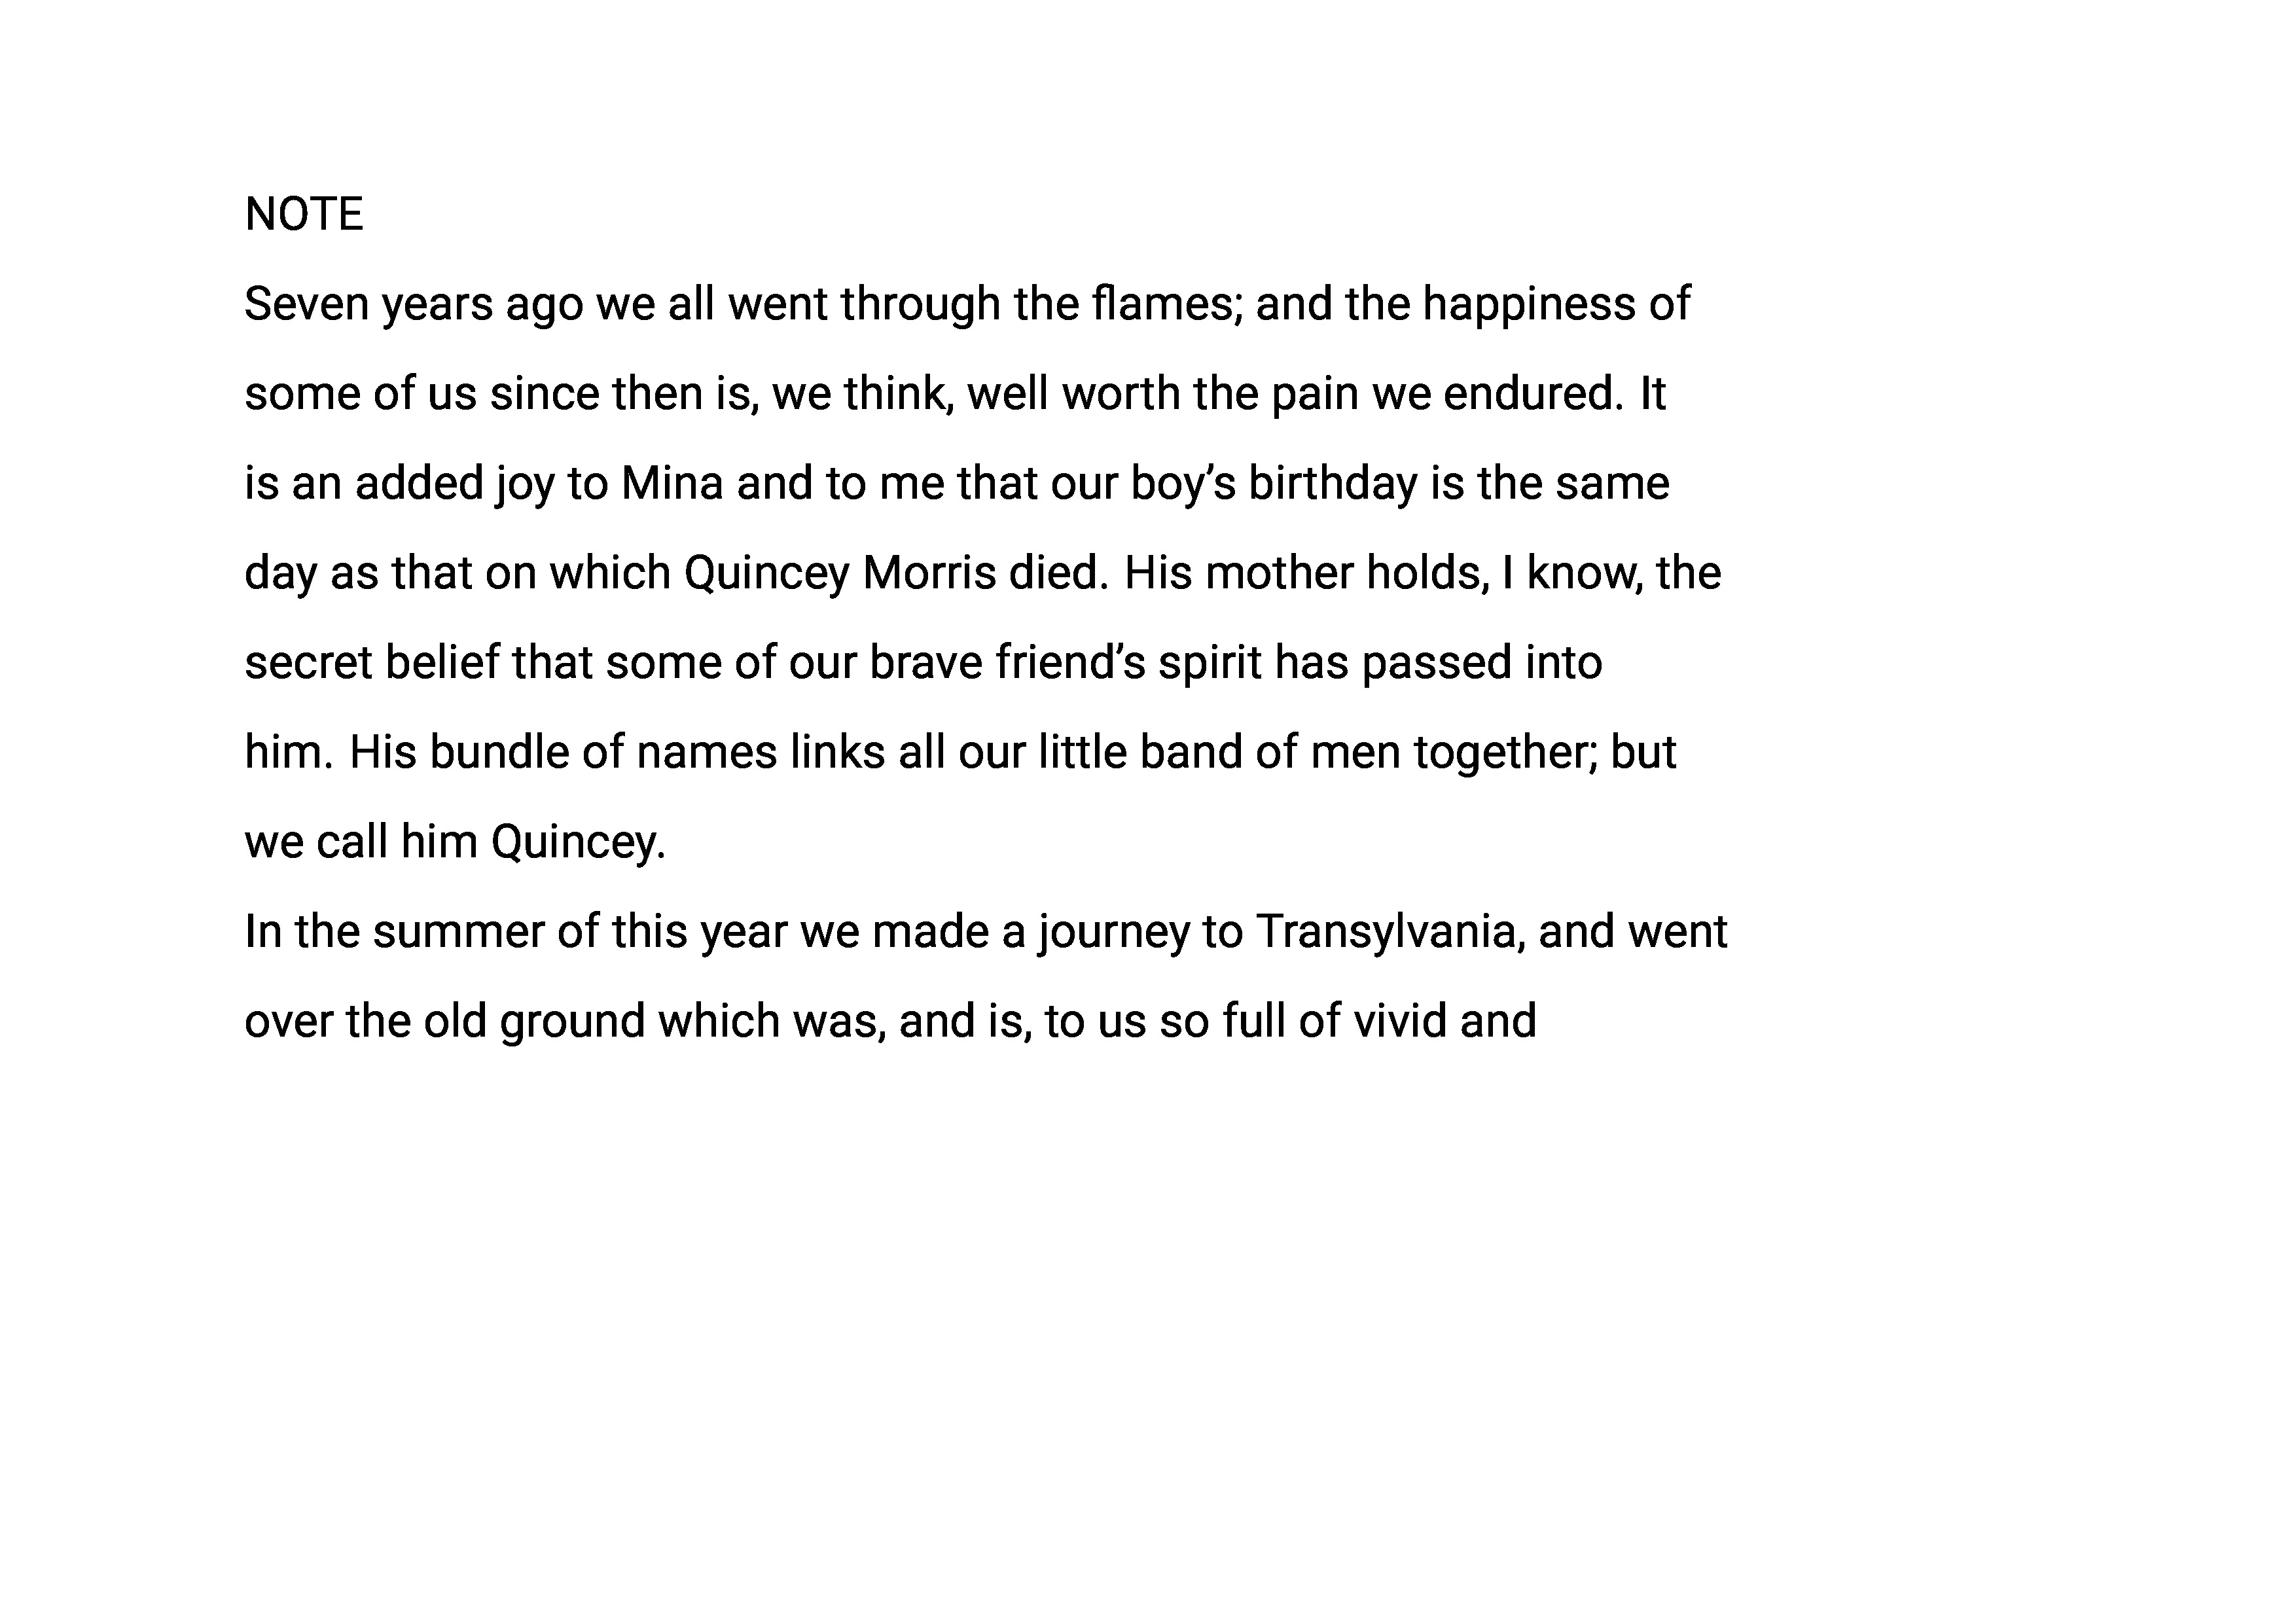 NOTE
Seven years ago we all went through the flames; and the happiness of
some of us since then is, we think, well worth the pain we endured. It
is an added joy to Mina and to me that our boy’s birthday is the same
day as that on which Quincey Morris died. His mother holds, I know, the
secret belief that some of our brave friend’s spirit has passed into
him. His bundle of names links all our little band of men together; but
we call him Quincey.
In the summer of this year we made a journey to Transylvania, and went
over the old ground which was, and is, to us so full of vivid and